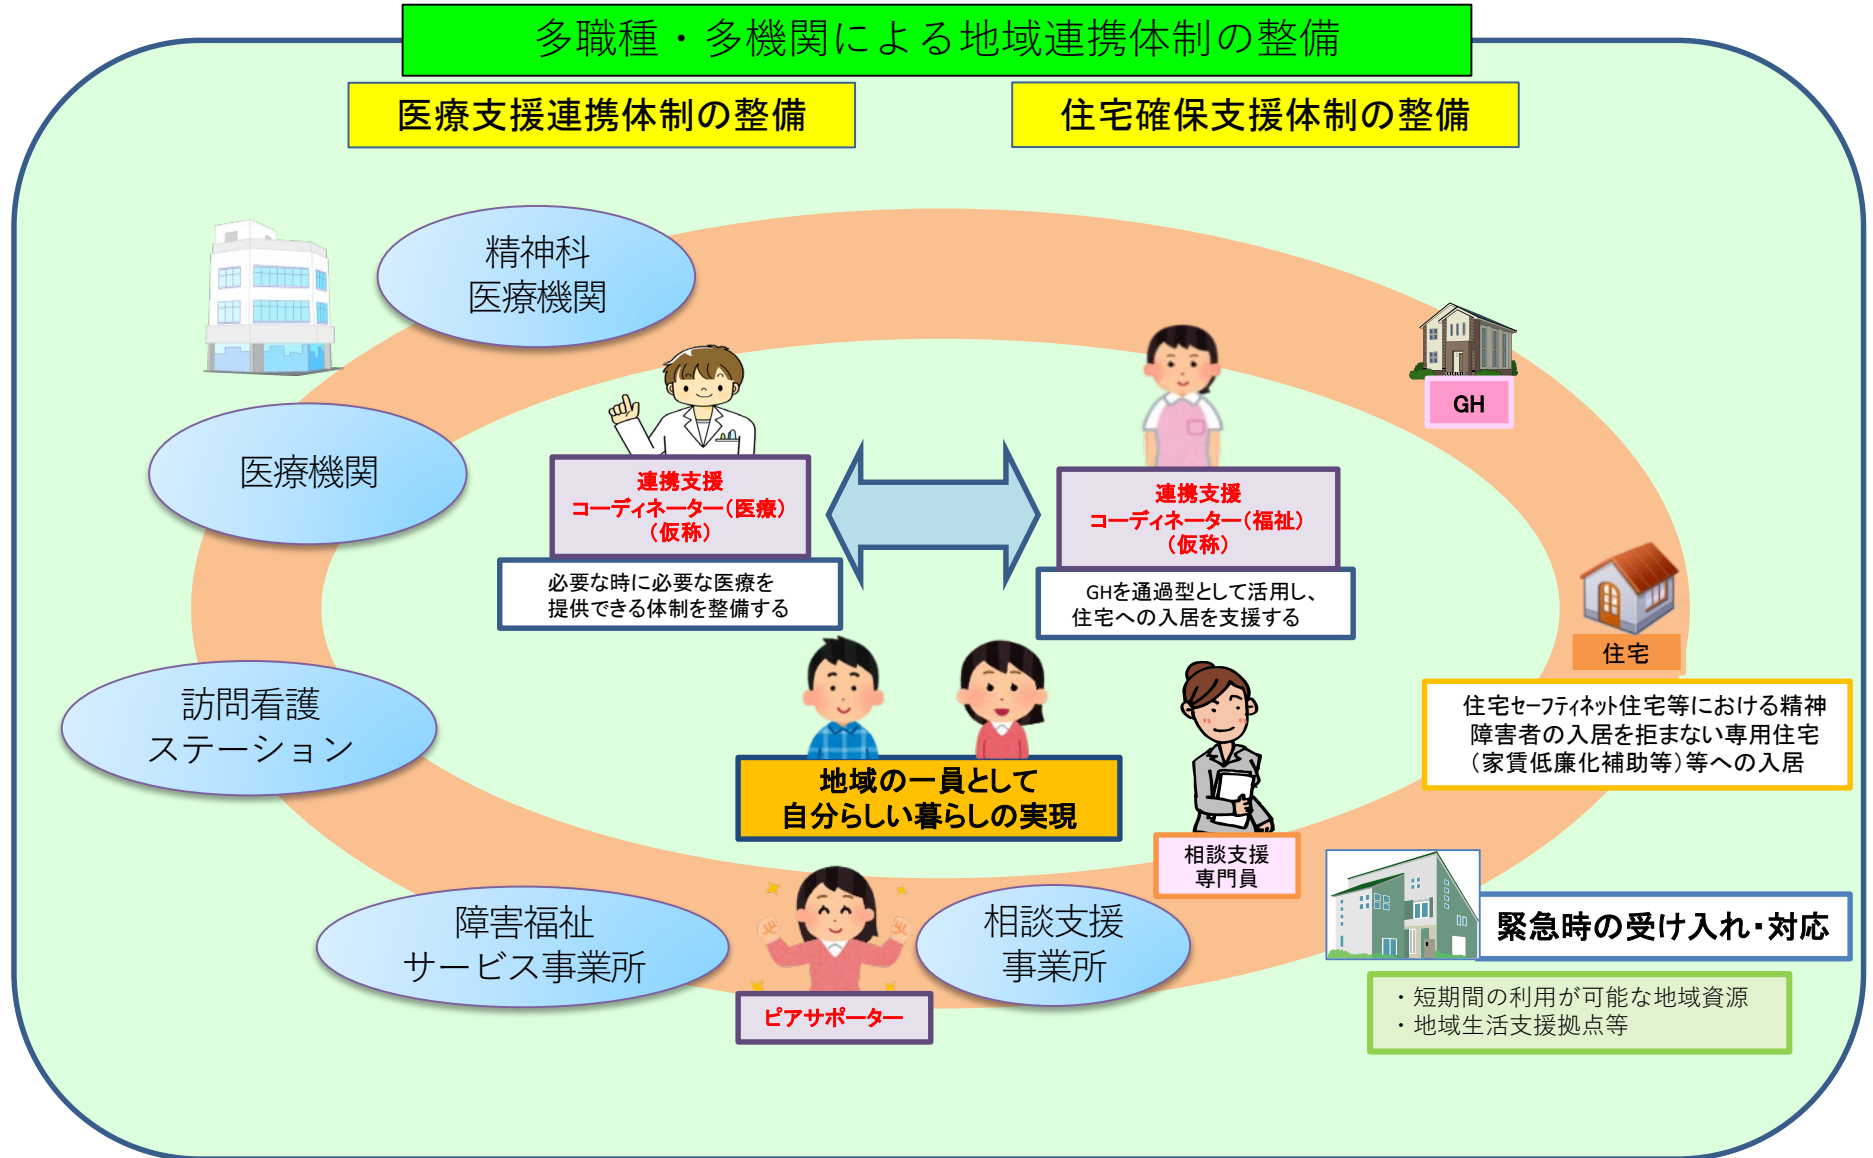 多職種・多機関による地域連携体制の整備
医療支援連携体制の整備
住宅確保支援体制の整備
精神科
医療機関
医療機関
GH
連携支援
コーディネーター(医療)
(仮称)
必要な時に必要な医療を
提供できる体制を整備する
連携支援
コーディネーター(福祉)
(仮称)
GHを通過型として活用し、
住宅への入居を支援する
住宅
住宅セーフティネット住宅等における精神
障害者の入居を拒まない専用住宅
(家賃低廉化補助等)等への入居
訪問看護
ステーション
地域の一員として
自分らしい暮らしの実現
相談支援
専門員
障害福祉
サービス事業所
ピアサポーター
相談支援
事業所
緊急時の受け入れ・対応
・短期間の利用が可能な地域資源
・地域生活支援拠点等